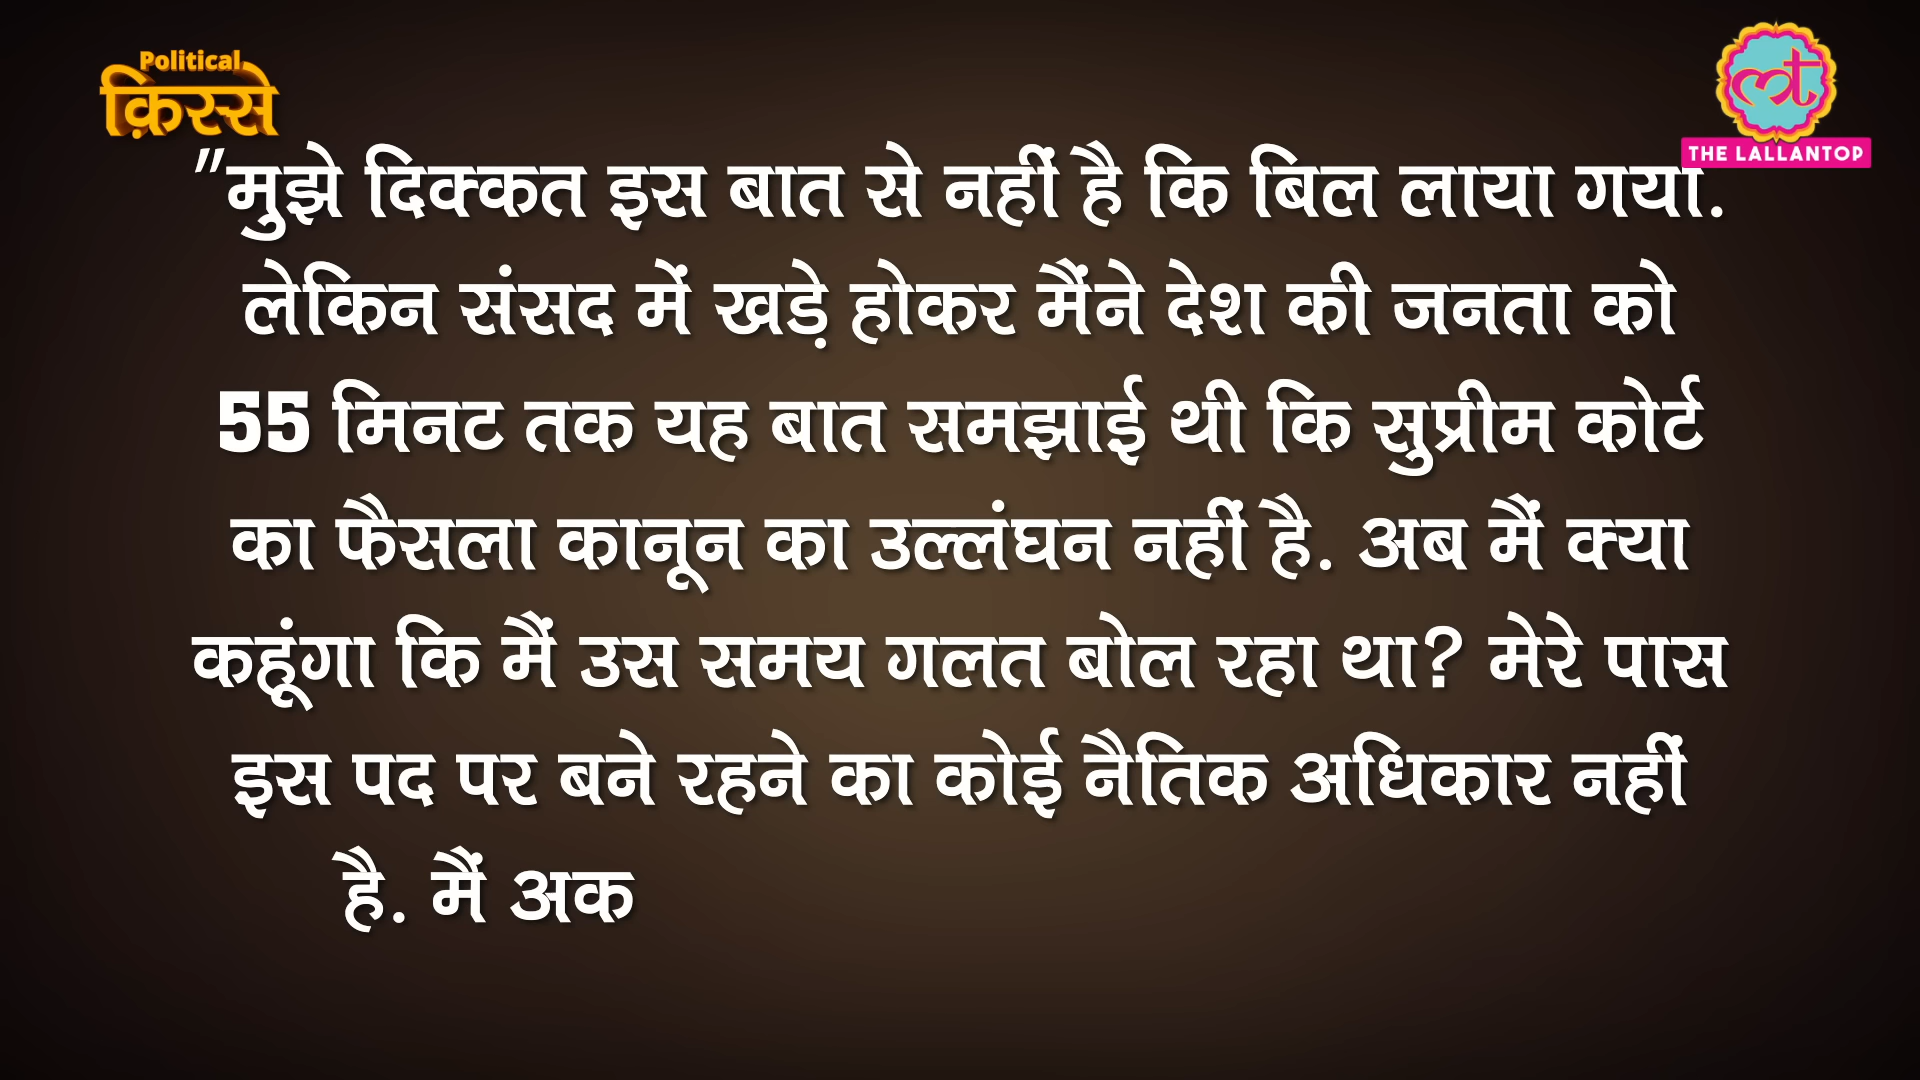 Political
क़िस्से
THE LALLANTOP
"मुझे दिक्कत इस बात से नहीं है कि बिल लाया गया.
लेकिन संसद में खड़े होकर मैंने देश की जनता को
55 मिनट तक यह बात समझाई थी कि सुप्रीम कोर्ट
का फैसला कानून का उल्लंघन नहीं है. अब मैं क्या
कहूंगा कि मैं उस समय गलत बोल रहा था? मेरे पास
इस पद पर बने रहने का कोई नैतिक अधिकार नहीं
है. मैं अक